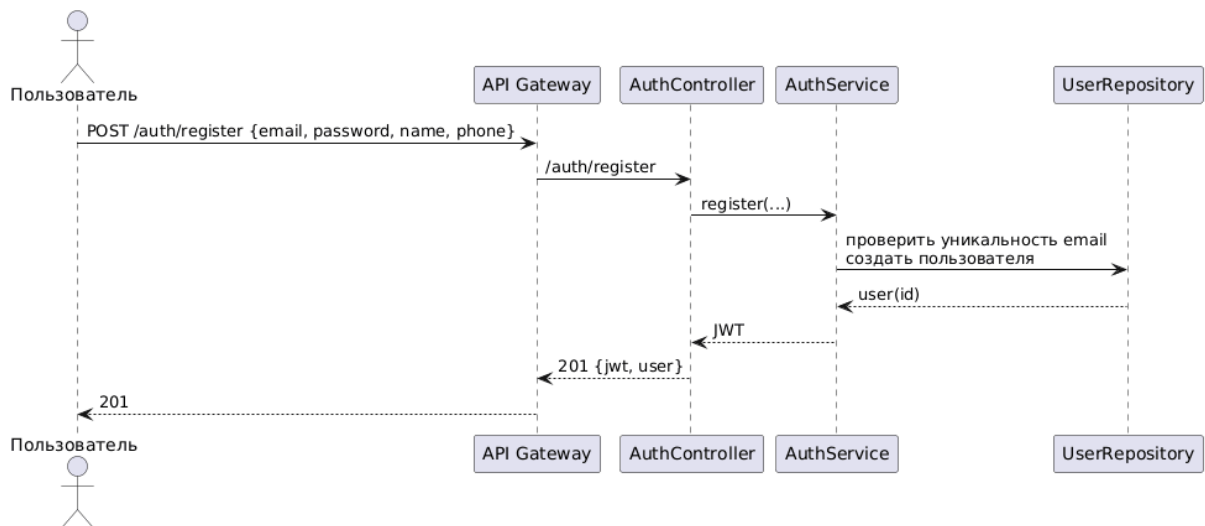 Пользователь
API Gateway
AuthController
AuthService
UserRepository
POST /auth/register {email, password, name, phone}
/auth/register
register(...)
проверить уникальность email
создать пользователя
user(id)
JWT
201 {jwt, user}
201
Пользователь
API Gateway
AuthController
AuthService
UserRepository